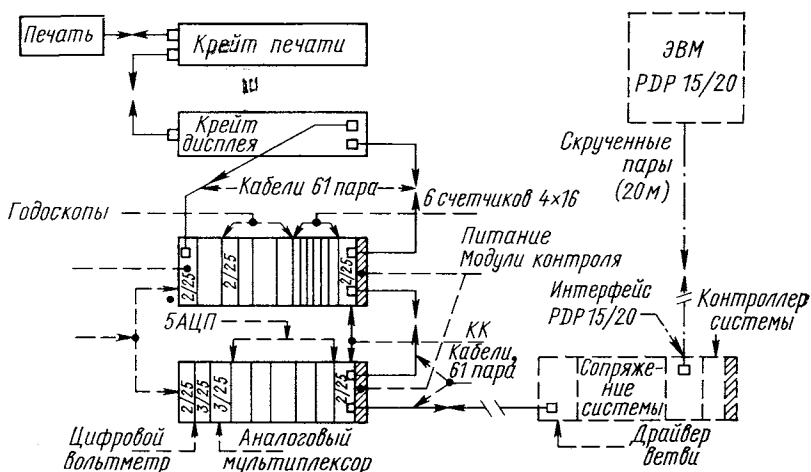 Печать
Крейт печати
Крейт
дисплея
ЭВМ
PDP 15/20
Скрученные
пары
(20м)
Кабели 61 пара
6 счетчиков 4×16
Годоскопы
Питание
Модули контроля
2/25
2/25
2/25
5АЦП
Интерфейс
PDP 15/20
Контроллер
системы
КК
Кабели,
61 пара
2/25
3/25
3/25
2/25
Сопряже-
ние
системы
Цифровой
вольтметр
Аналоговый
мультиплексор
Драйвер
ветви